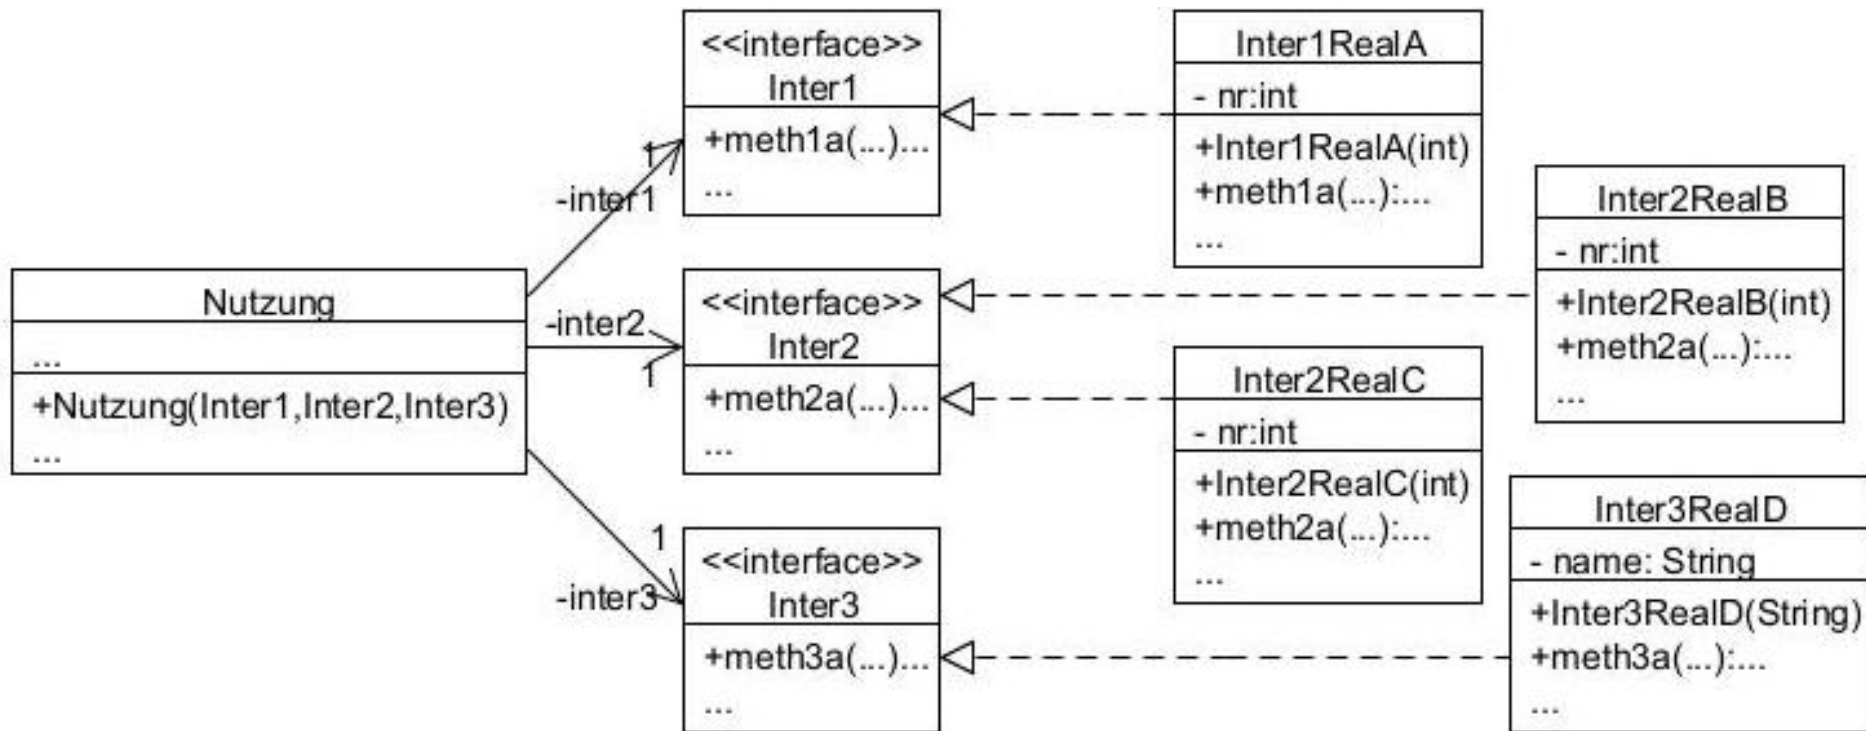 <<interface>>
Inter1
+meth1a(...)...
...
Inter1RealA
- nr:int
+Inter1RealA(int)
+meth1a(...):...
...
1
-inter1
Inter2RealB
- nr:int
+Inter2RealB(int)
+meth2a(...):...
...
Nutzung
...
+Nutzung(Inter1,Inter2,Inter3)
...
-inter2
1
<<interface>>
Inter2
+meth2a(...)...
...
Inter2RealC
- nr:int
+Inter2RealC(int)
+meth2a(...):...
...
1
-inter3
<<interface>>
Inter3
+meth3a(...)...
...
Inter3RealD
- name: String
+Inter3RealD(String)
+meth3a(...):...
...